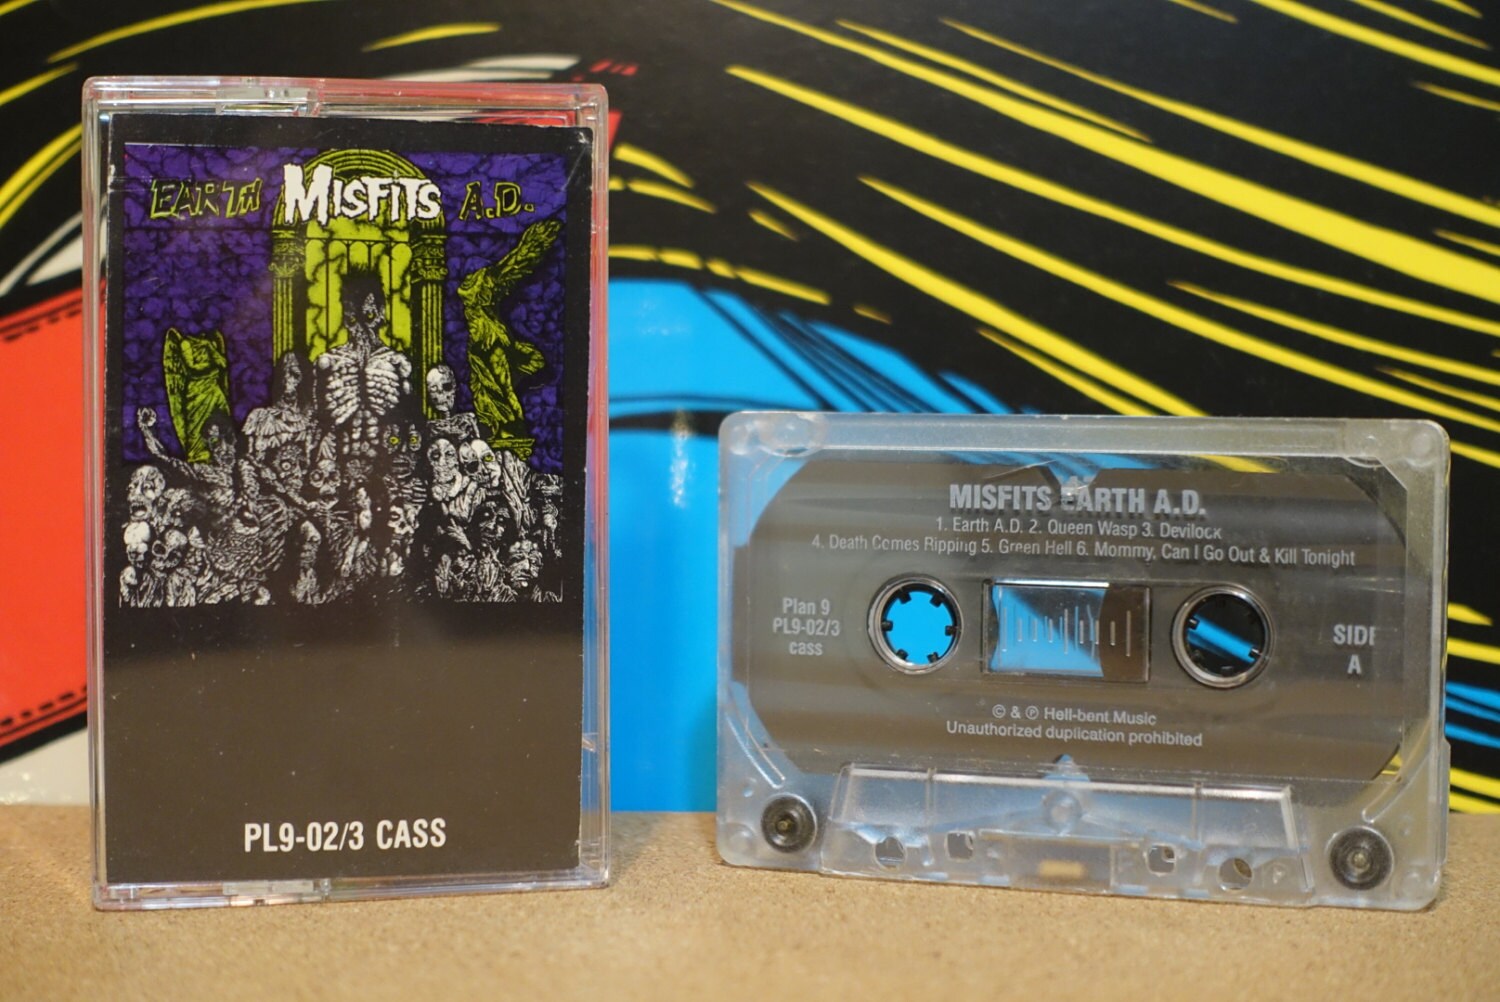 EARTH MISFITS A.D.
PL9-02/3 CASS
MISFITS EARTH A.D.
1. Earth A.D. 2. Queen Wasp 3. Devilock
4. Death Comes Ripping 5. Green Hell 6. Mommy, Can I Go Out & Kill Tonight
Plan 9
PL9-02/3
cass
SIDE
A
© & ℗ Hell-bent Music
Unauthorized duplication prohibited